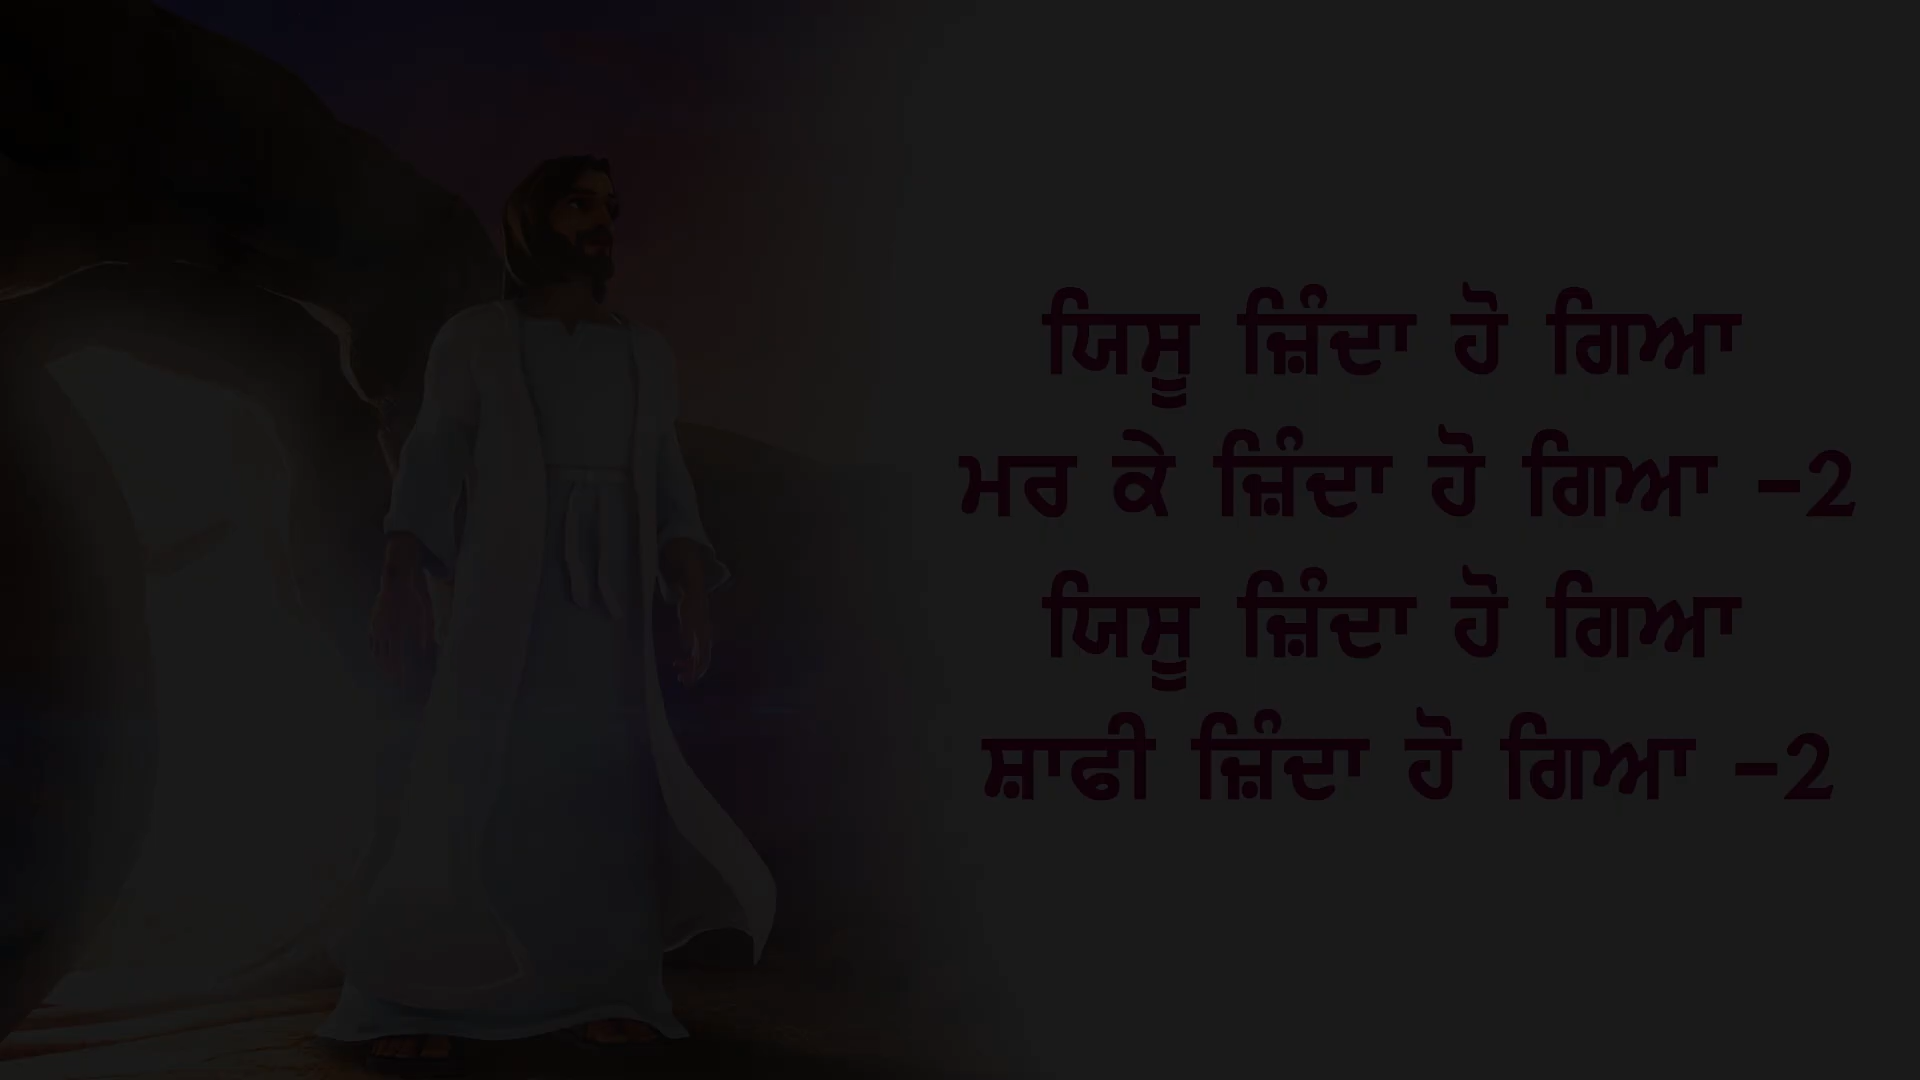 ਯਿਸੂ ਜ਼ਿੰਦਾ ਹੋ ਗਿਆ
ਮਰ ਕੇ ਜ਼ਿੰਦਾ ਹੋ ਗਿਆ -2
ਯਿਸੂ ਜ਼ਿੰਦਾ ਹੋ ਗਿਆ
ਸ਼ਾਫੀ ਜ਼ਿੰਦਾ ਹੋ ਗਿਆ -2